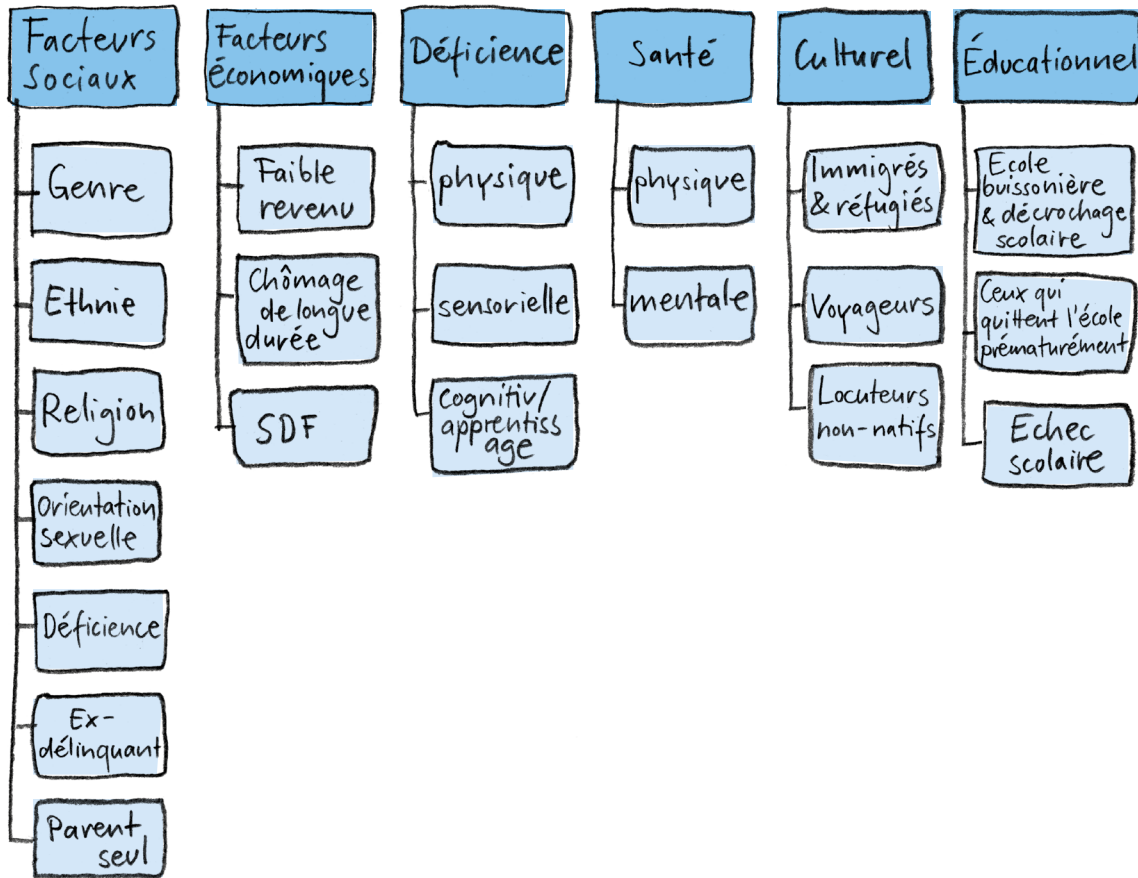 Facteurs
Sociaux
Genre
Ethnie
Religion
Orientation
sexuelle
Déficience
Ex-
délinquant
Parent
seul
Facteurs
économiques
Faible
revenu
Chômage
de longue
durée
SDF
Déficience
physique
sensorielle
Cognitiv/
apprentiss
age
Santé
physique
mentale
Culturel
Immigrés
& réfugiés
Voyageurs
Locuteurs
non-natifs
Éducationnel
Ecole
buissonière
& décrochage
scolaire
Ceux qui
quittent l'école
prématurément
Echec
scolaire